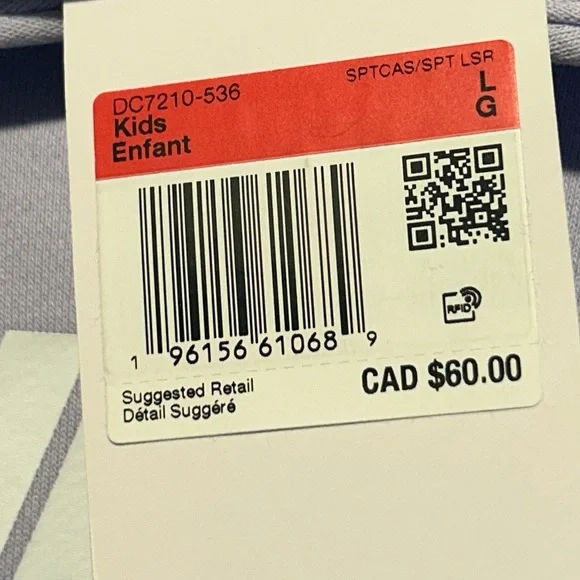 DC7210-536
SPTCAS/SPT LSR
Kids
L
Enfant
G
RFID
1 96156 61068 9
Suggested Retail
Détail Suggéré
CAD $60.00